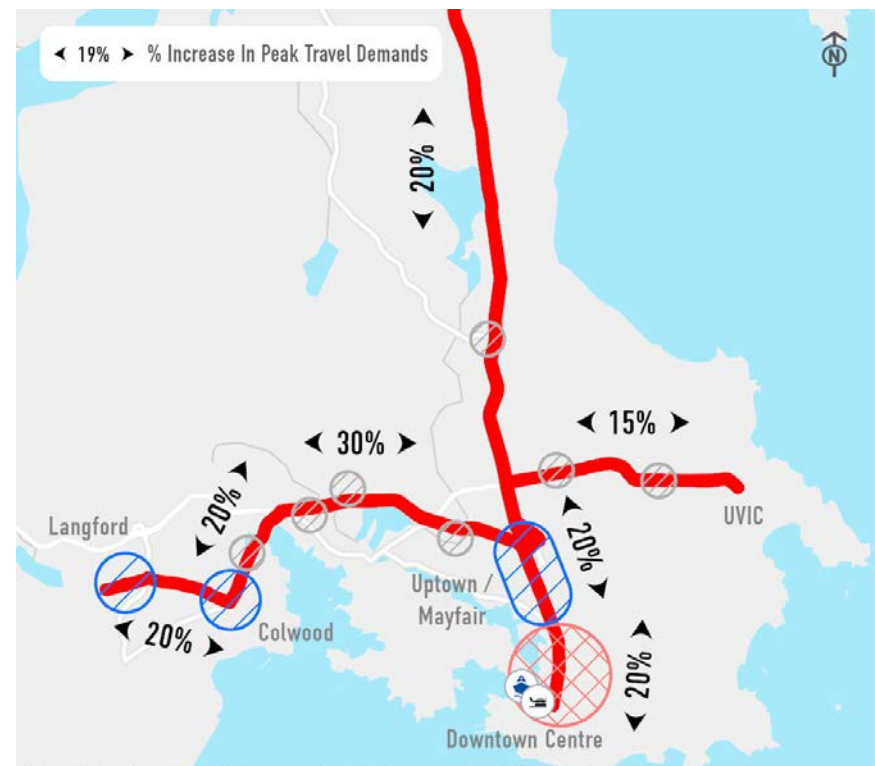 19% % Increase In Peak Travel Demands
N
20%
30%
15%
20%
Langford
UVIC
20%
Uptown /
Mayfair
Colwood
20%
20%
Downtown Centre